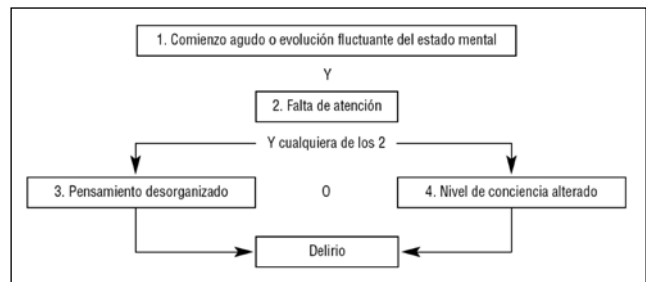 1. Comienzo agudo o evolución fluctuante del estado mental
Y
2. Falta de atención
Y cualquiera de los 2
3. Pensamiento desorganizado
O
4. Nivel de conciencia alterado
Delirio